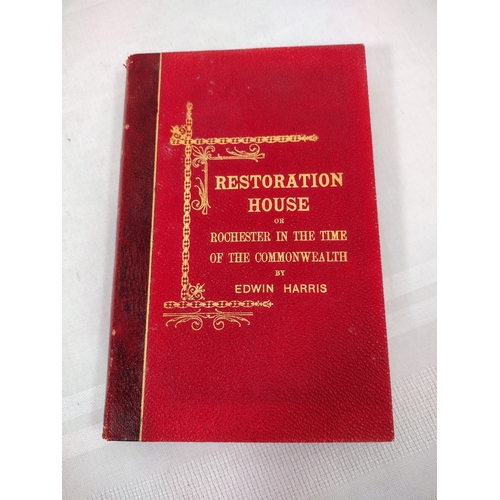 RESTORATION
HOUSE
OR
ROCHESTER IN THE TIME
OF THE COMMONWEALTH
BY
EDWIN HARRIS